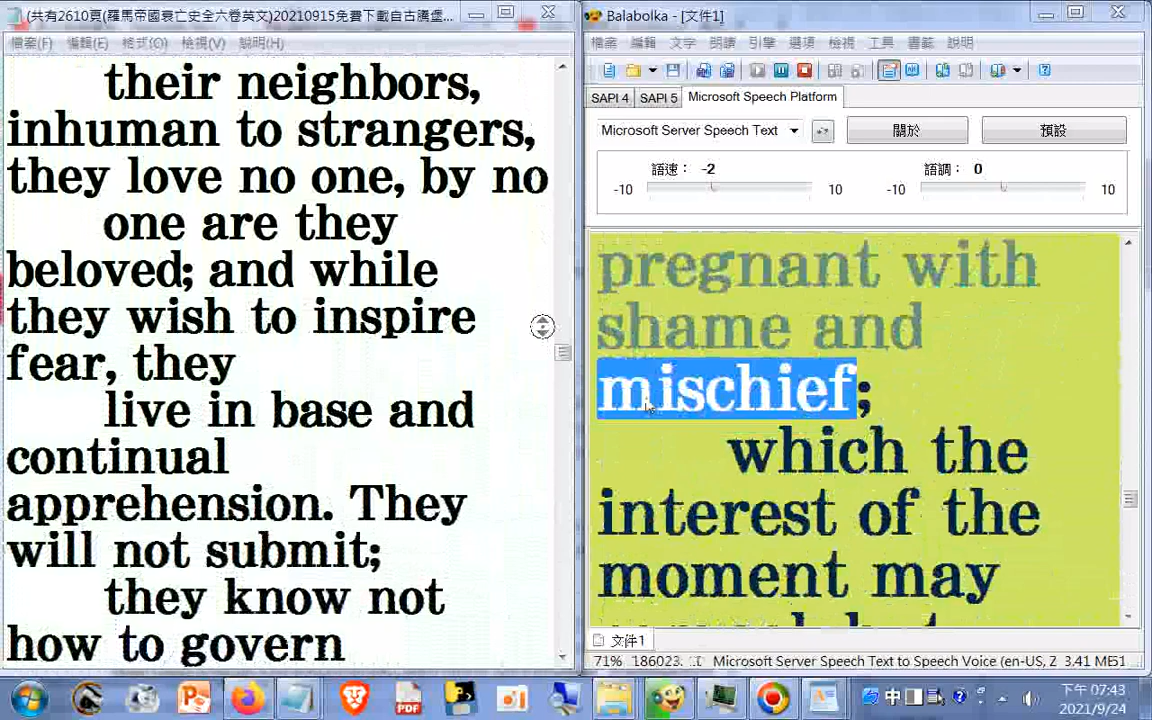 (共有2610頁(羅馬帝國衰亡史全六卷英文)20210915免費下載自古騰堡...
檔案(F) 編輯(E) 格式(O) 檢視(V) 說明(H)
their neighbors,
inhuman to strangers,
they love no one, by no
one are they
beloved; and while
they wish to inspire
fear, they
live in base and
continual
apprehension. They
will not submit;
they know not
how to govern
Balabolka - [文件1]
檔案 編輯 文字 朗讀 引擎 選項 檢視 工具 書籤 說明
SAPI 4 SAPI 5 Microsoft Speech Platform
Microsoft Server Speech Text 關於 預設
語速： -2 語調： 0
-10 10 -10 10
pregnant with
shame and
mischief;
which the
interest of the
moment may
文件1
71% 186023. Microsoft Server Speech Text to Speech Voice (en-US, Z 3.41 ME51
PDF 中 下午 07:43
2021/9/24